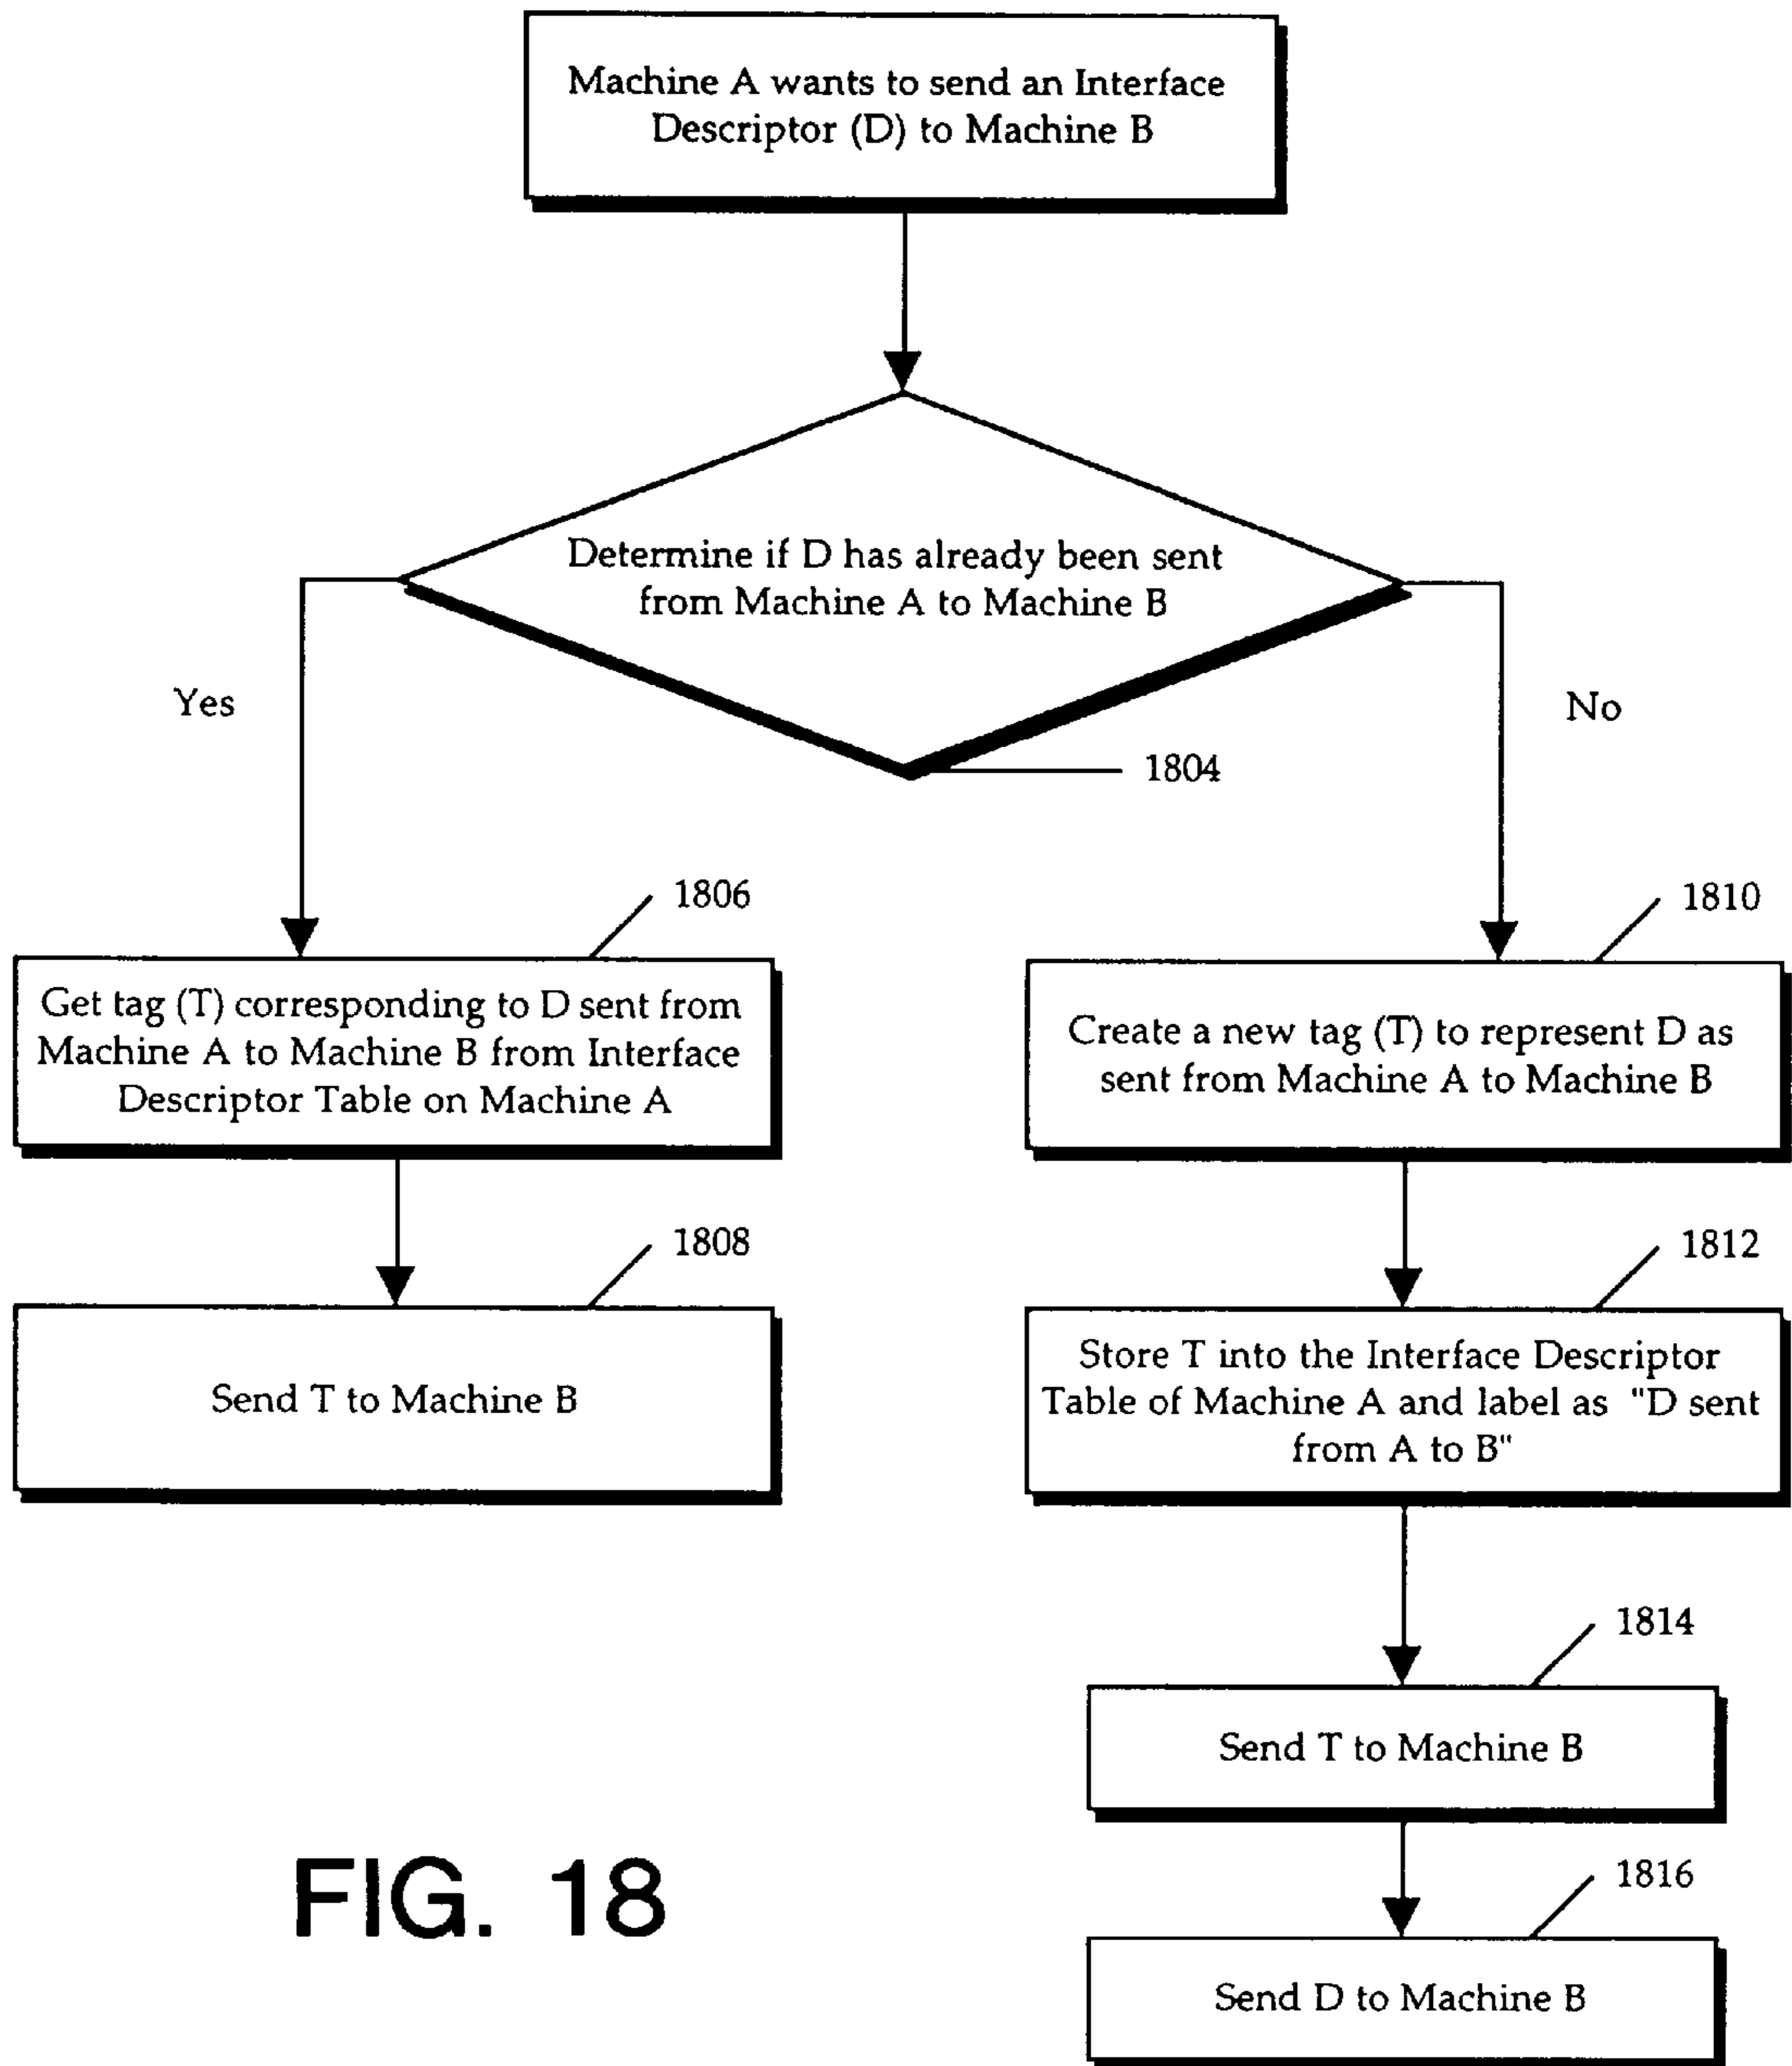 Machine A wants to send an Interface
Descriptor (D) to Machine B
Determine if D has already been sent
from Machine A to Machine B
Yes
No
1804
1806
Get tag (T) corresponding to D sent from
Machine A to Machine B from Interface
Descriptor Table on Machine A
1808
Send T to Machine B
1810
Create a new tag (T) to represent D as
sent from Machine A to Machine B
1812
Store T into the Interface Descriptor
Table of Machine A and label as "D sent
from A to B"
1814
Send T to Machine B
1816
Send D to Machine B
FIG. 18